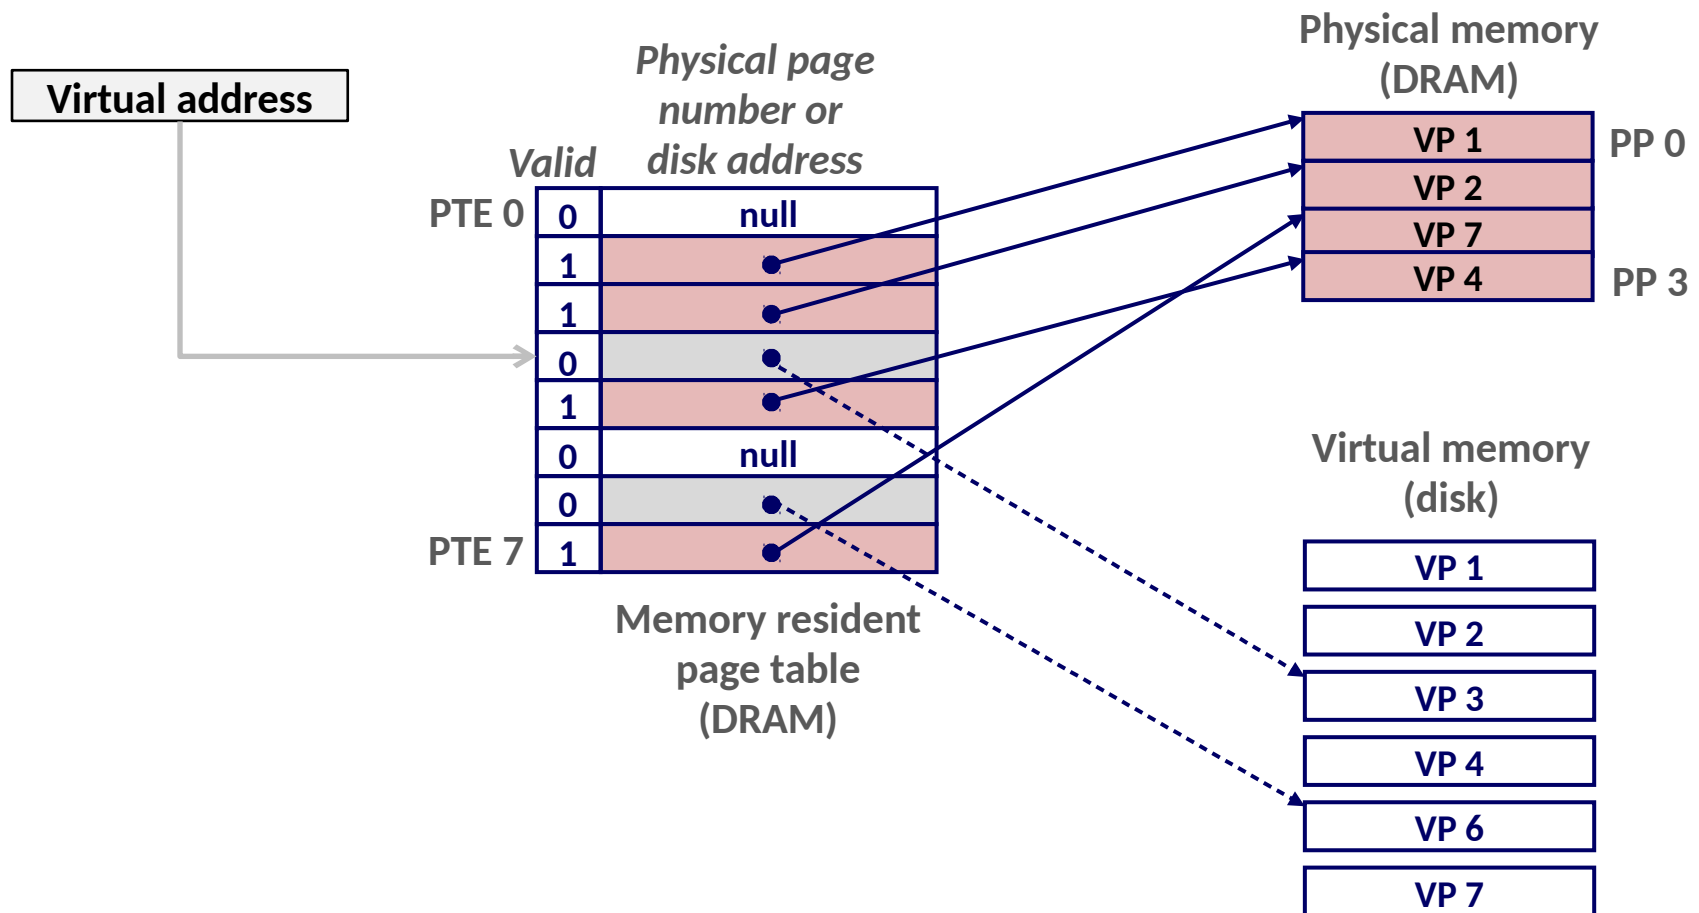 Virtual address
Physical page
number or
disk address
Valid
PTE 0
0
null
1
1
0
1
0
null
0
PTE 7
1
Memory resident
page table
(DRAM)
Physical memory
(DRAM)
VP 1
PP 0
VP 2
VP 7
VP 4
PP 3
Virtual memory
(disk)
VP 1
VP 2
VP 3
VP 4
VP 6
VP 7